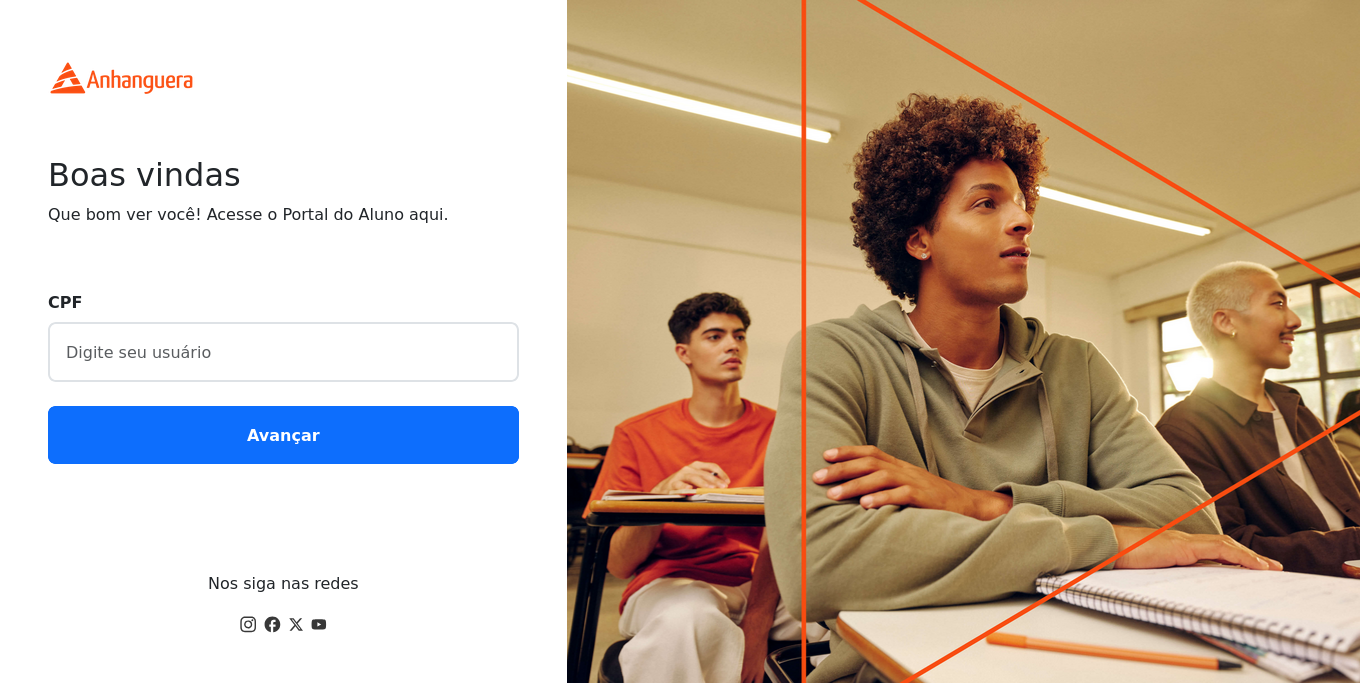 Anhanguera
Boas vindas
Que bom ver você! Acesse o Portal do Aluno aqui.
CPF
Digite seu usuário
Avançar
Nos siga nas redes